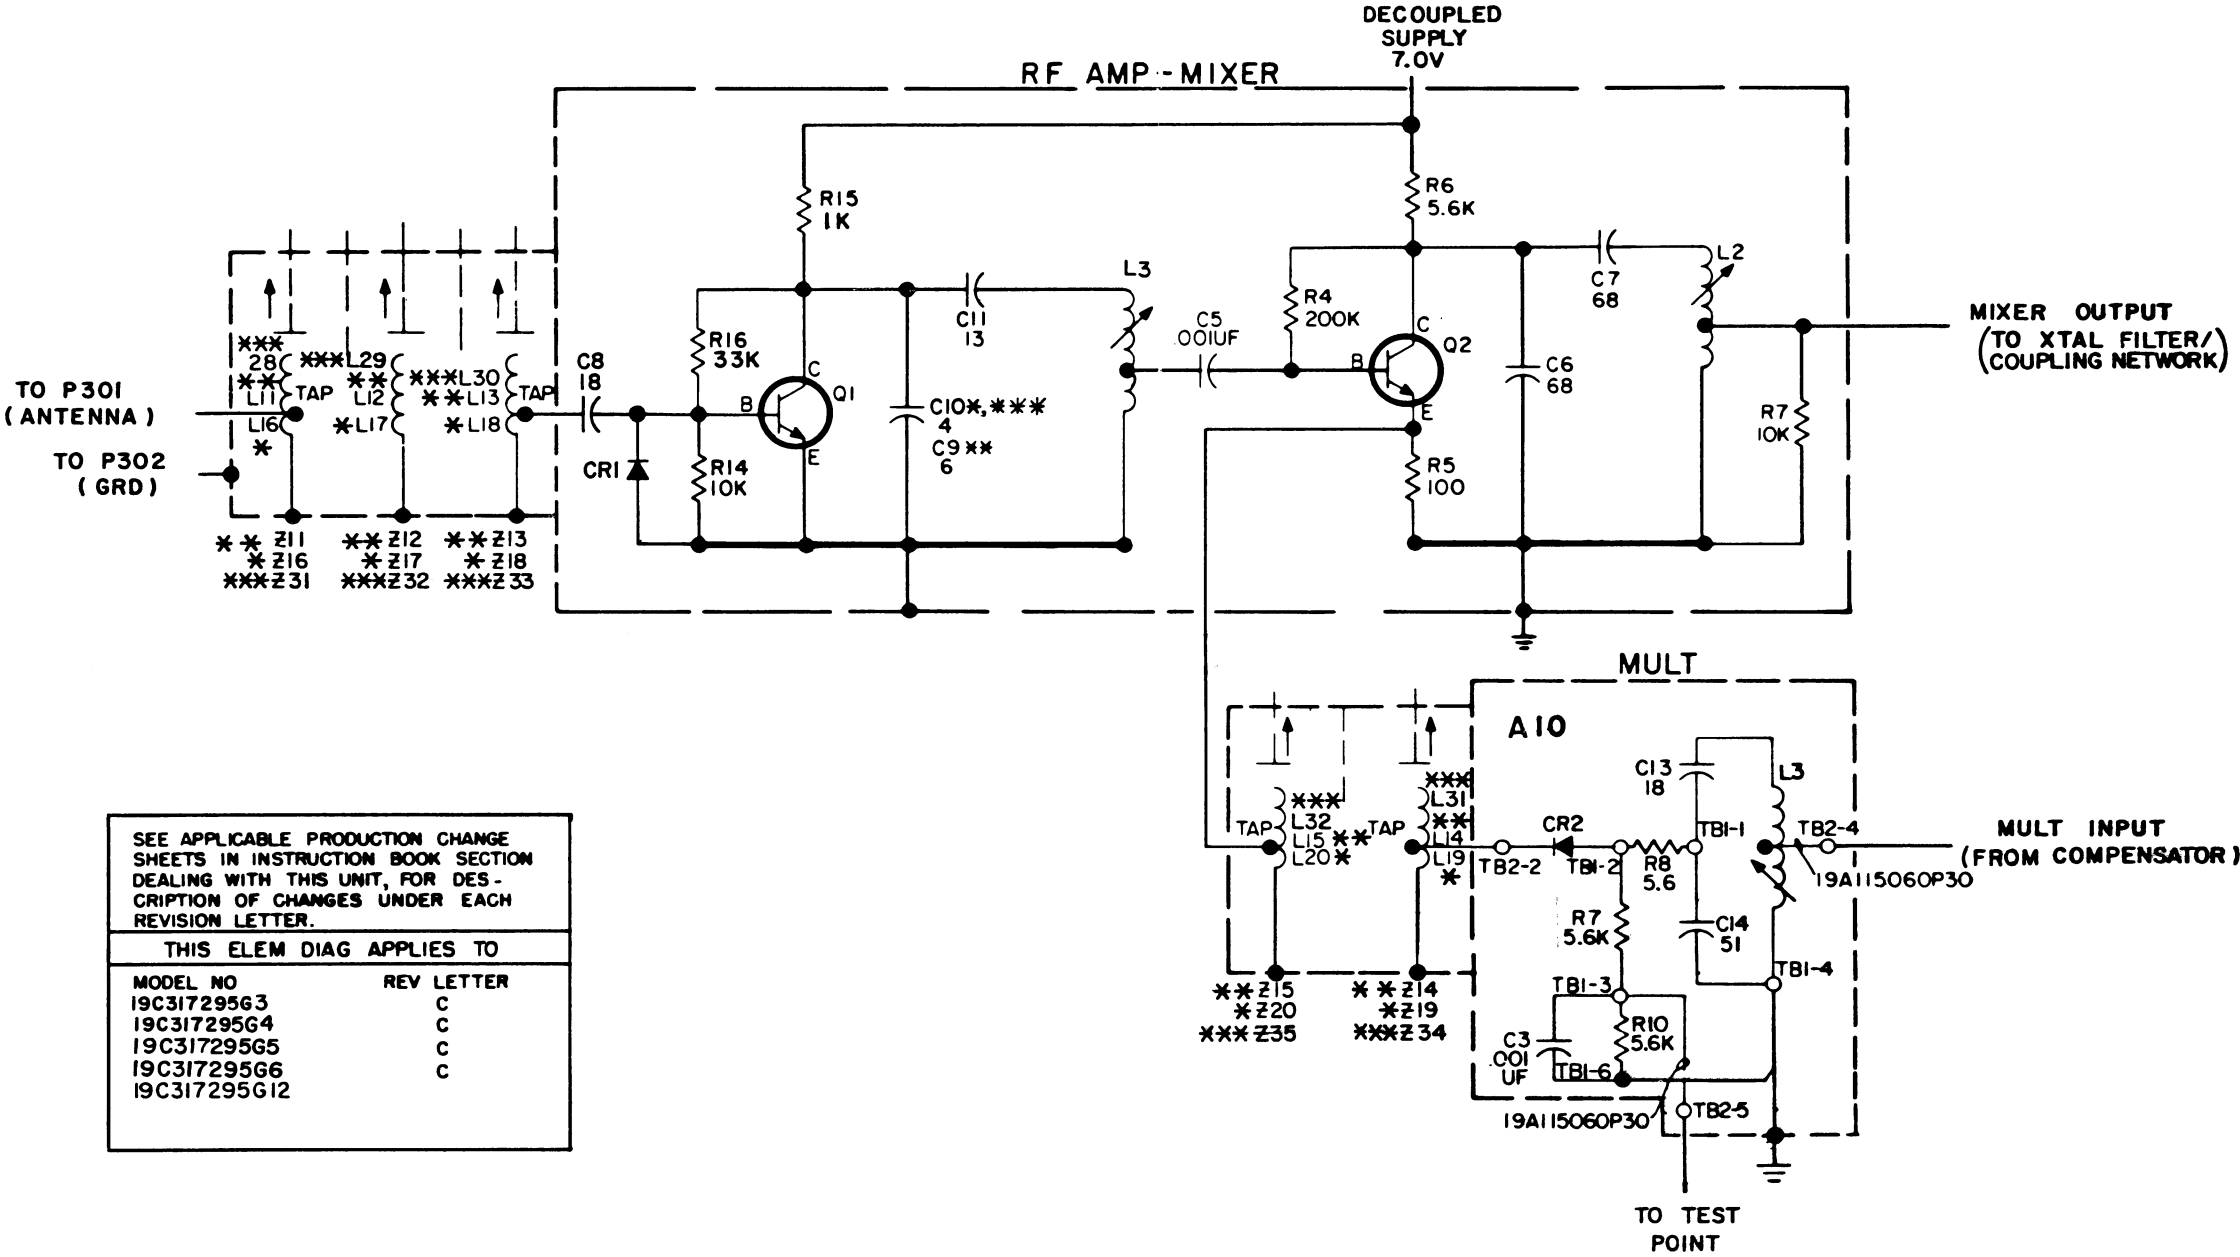 DECOUPLED
SUPPLY
7.0V
RF AMP-MIXER
R15
1K
R6
5.6K
L3
C11
13
R16
33K
C
Q1
B
E
C10*,***
4
C9**
6
R14
10K
CR1
C8
18
C5
.001UF
R4
200K
C
Q2
B
E
R5
100
C6
68
C7
68
L2
R7
10K
MIXER OUTPUT
(TO XTAL FILTER/
COUPLING NETWORK)
TO P301
(ANTENNA)
TO P302
(GRD)
***
28
**
L11
L16
*
TAP
***L29
**
L12
*L17
***L30
**L13
*L18
TAP
**Z11
*Z16
***Z31
**Z12
*Z17
***Z32
**Z13
*Z18
***Z33
MULT
A10
C13
18
L3
TB1-1
TB2-4
MULT INPUT
(FROM COMPENSATOR)
19A115060P30
CR2
TB2-2
TB1-2
R8
5.6
R7
5.6K
C14
51
TB1-4
TB1-3
R10
5.6K
C3
.001
UF
TB1-6
19A115060P30
TB2-5
TO TEST
POINT
TAP
***
L32
L15**
L20*
TAP
***
L31
**
L14
L19
*
**Z15
*Z20
***Z35
**Z14
*Z19
***Z34
SEE APPLICABLE PRODUCTION CHANGE
SHEETS IN INSTRUCTION BOOK SECTION
DEALING WITH THIS UNIT, FOR DES-
CRIPTION OF CHANGES UNDER EACH
REVISION LETTER.
THIS ELEM DIAG APPLIES TO
MODEL NO REV LETTER
19C317295G3 C
19C317295G4 C
19C317295G5 C
19C317295G6 C
19C317295G12